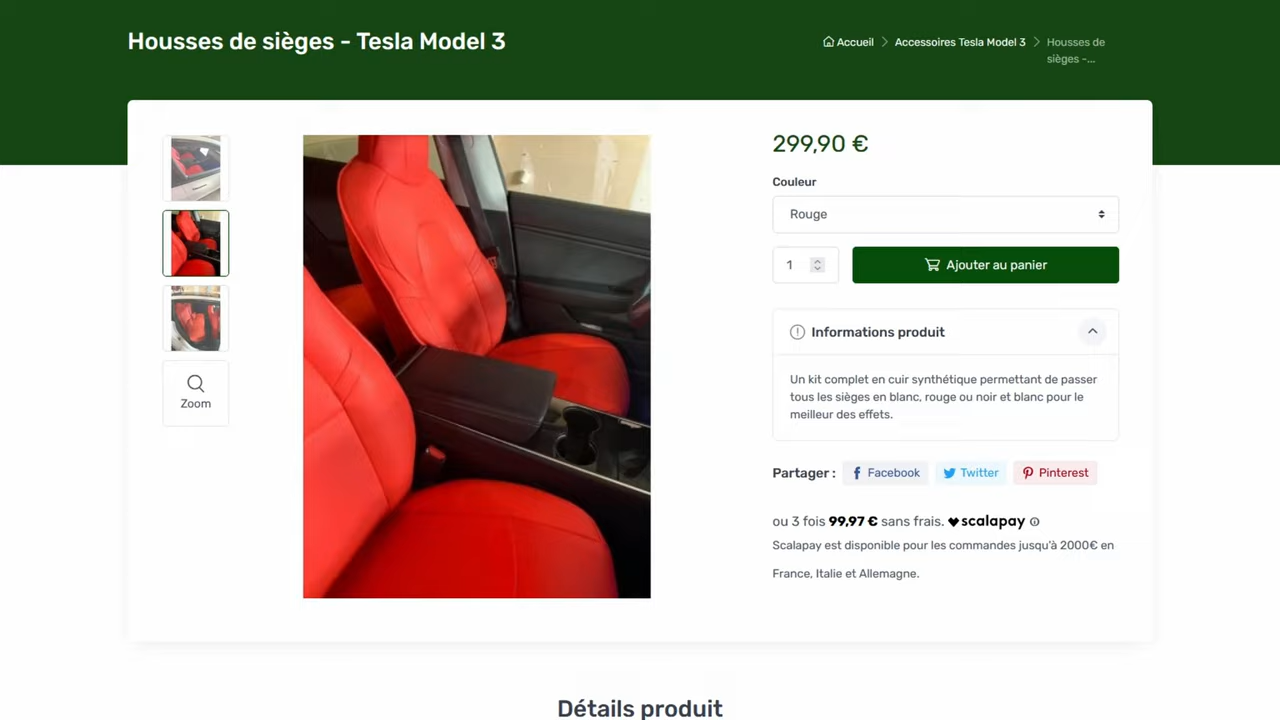 Housses de sièges - Tesla Model 3
Accueil
Accessoires Tesla Model 3
Housses de
sièges -...
299,90 €
Couleur
Rouge
1
Ajouter au panier
Informations produit
Un kit complet en cuir synthétique permettant de passer
tous les sièges en blanc, rouge ou noir et blanc pour le
meilleur des effets.
Zoom
Partager :
Facebook
Twitter
Pinterest
ou 3 fois 99,97 € sans frais. scalapay
Scalapay est disponible pour les commandes jusqu'à 2000€ en
France, Italie et Allemagne.
Détails produit